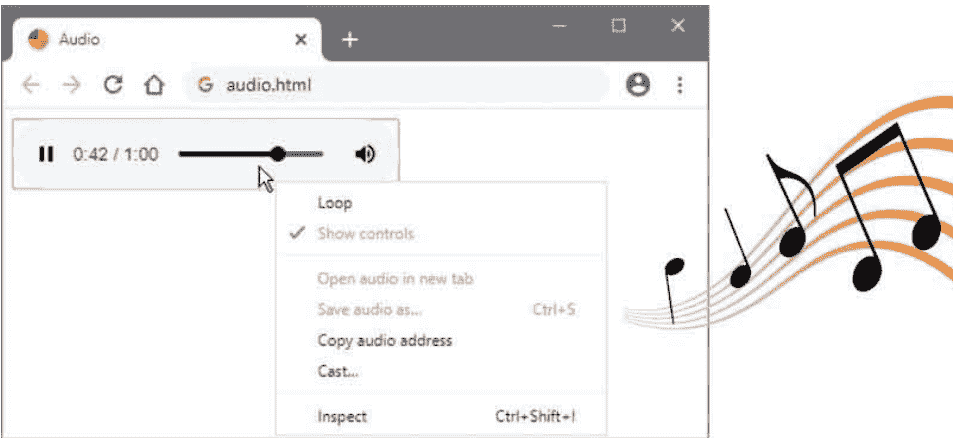 Audio
audio.html
0:42 / 1:00
Loop
Show controls
Open audio in new tab
Save audio as... Ctrl+S
Copy audio address
Cast...
Inspect Ctrl+Shift+I